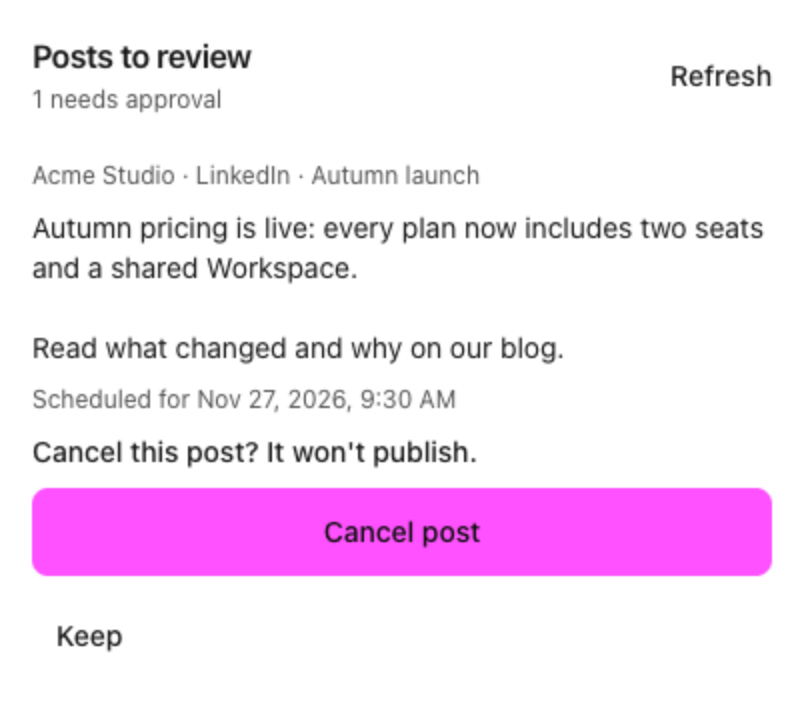 Posts to review
Refresh
1 needs approval
Acme Studio · LinkedIn · Autumn launch
Autumn pricing is live: every plan now includes two seats
and a shared Workspace.
Read what changed and why on our blog.
Scheduled for Nov 27, 2026, 9:30 AM
Cancel this post? It won't publish.
Cancel post
Keep